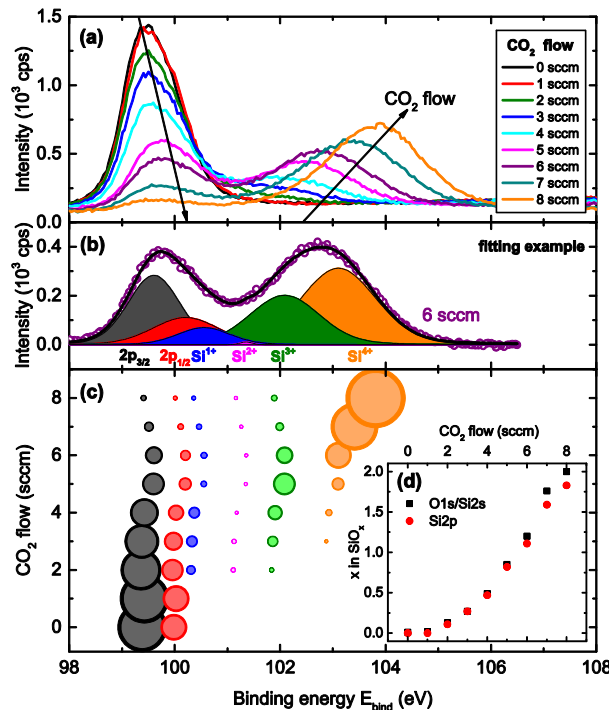 (a)
CO₂ flow
0 sccm
1 sccm
2 sccm
3 sccm
4 sccm
5 sccm
6 sccm
7 sccm
8 sccm
CO₂ flow
Intensity (10³ cps)
1.5
1.0
0.5
0.0
(b)
fitting example
6 sccm
Intensity (10³ cps)
0.4
0.2
0.0
2p₃/₂ 2p₁/₂ Si¹⁺ Si²⁺ Si³⁺ Si⁴⁺
(c)
CO₂ flow (sccm)
8
6
4
2
0
CO₂ flow (sccm)
0 2 4 6 8
(d)
O1s/Si2s
Si2p
x in SiOₓ
2.0
1.5
1.0
0.5
0.0
98 100 102 104 106 108
Binding energy E_bind (eV)